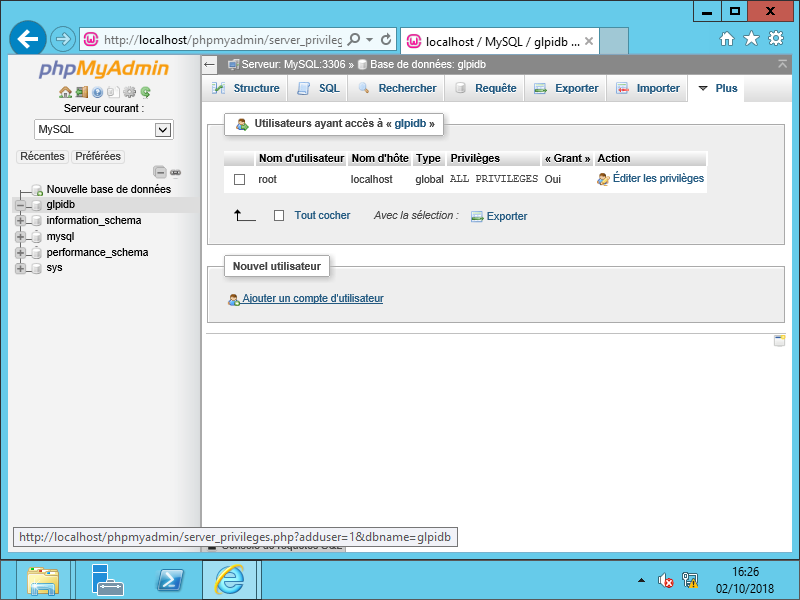 http://localhost/phpmyadmin/server_privileg
localhost / MySQL / glpidb ...
phpMyAdmin
Serveur courant :
MySQL
Récentes Préférées
Nouvelle base de données
glpidb
information_schema
mysql
performance_schema
sys
Serveur: MySQL:3306 » Base de données: glpidb
Structure SQL Rechercher Requête Exporter Importer Plus
Utilisateurs ayant accès à « glpidb »
Nom d'utilisateur Nom d'hôte Type Privilèges « Grant » Action
root localhost global ALL PRIVILEGES Oui Éditer les privilèges
Tout cocher Avec la sélection : Exporter
Nouvel utilisateur
Ajouter un compte d'utilisateur
http://localhost/phpmyadmin/server_privileges.php?adduser=1&dbname=glpidb
16:26
02/10/2018